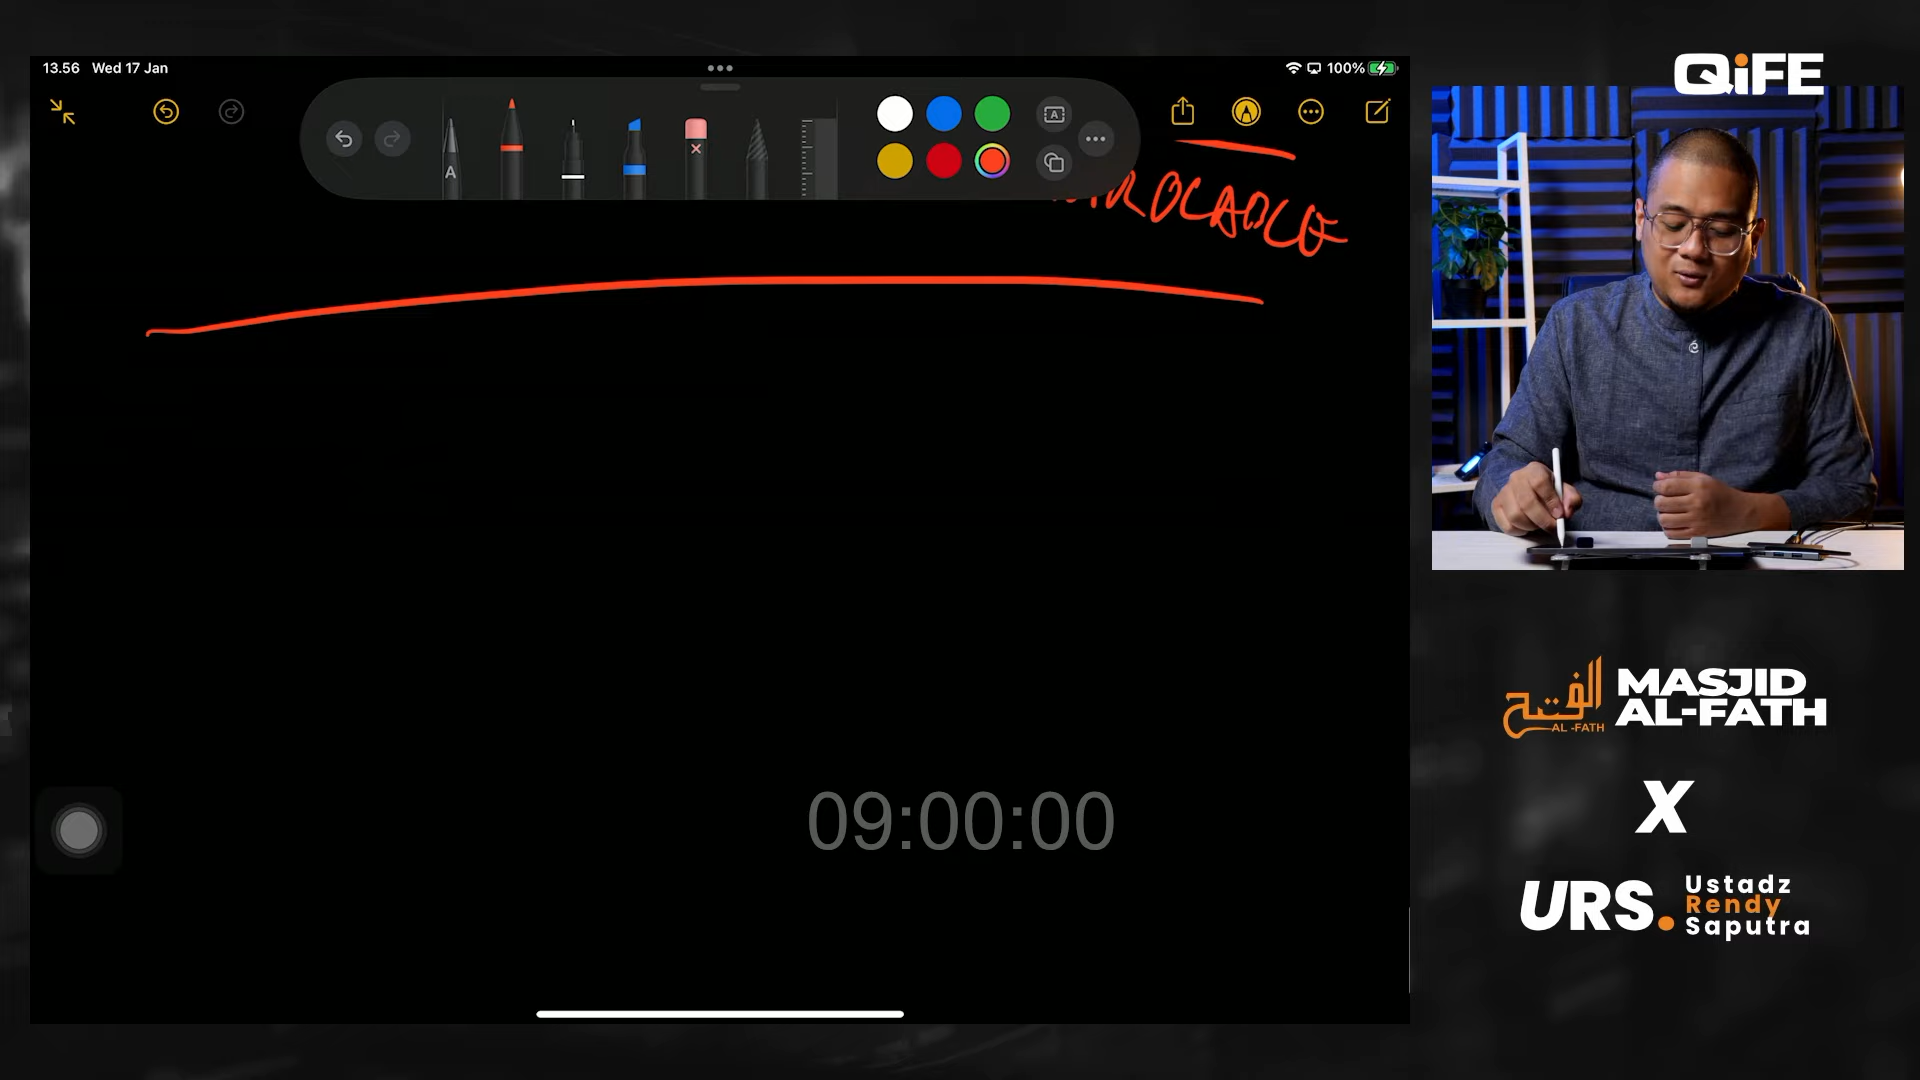 13.56 Wed 17 Jan
100%
A
A
09:00:00
QiFE
الفتح
AL -FATH
MASJID
AL-FATH
X
URS.
Ustadz
Rendy
Saputra